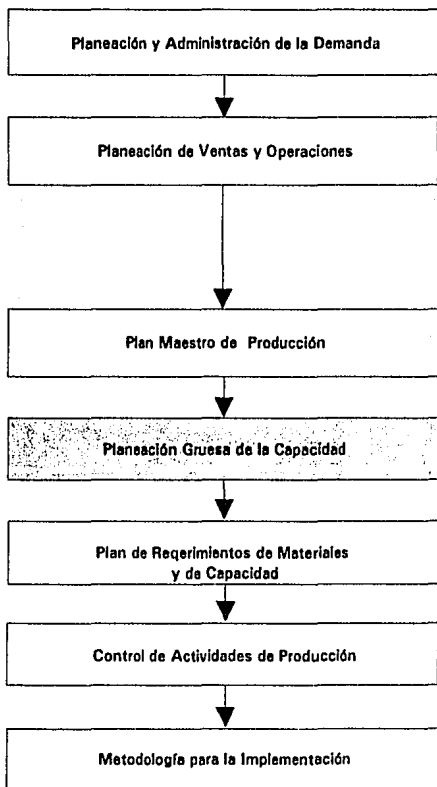 Planeación y Administración de la Demanda
Planeación de Ventas y Operaciones
Plan Maestro de Producción
Planeación Gruesa de la Capacidad
Plan de Reqerimientos de Materiales
y de Capacidad
Control de Actividades de Producción
Metodología para la Implementación